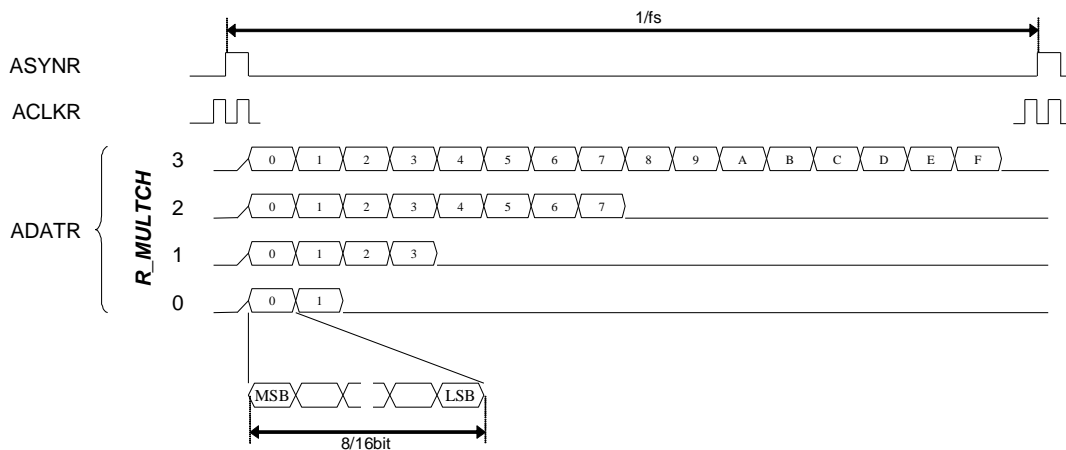 1/fs
ASYNR
ACLKR
ADATR
R_MULTCH
3
0 1 2 3 4 5 6 7 8 9 A B C D E F
2
0 1 2 3 4 5 6 7
1
0 1 2 3
0
0 1
MSB LSB
8/16bit